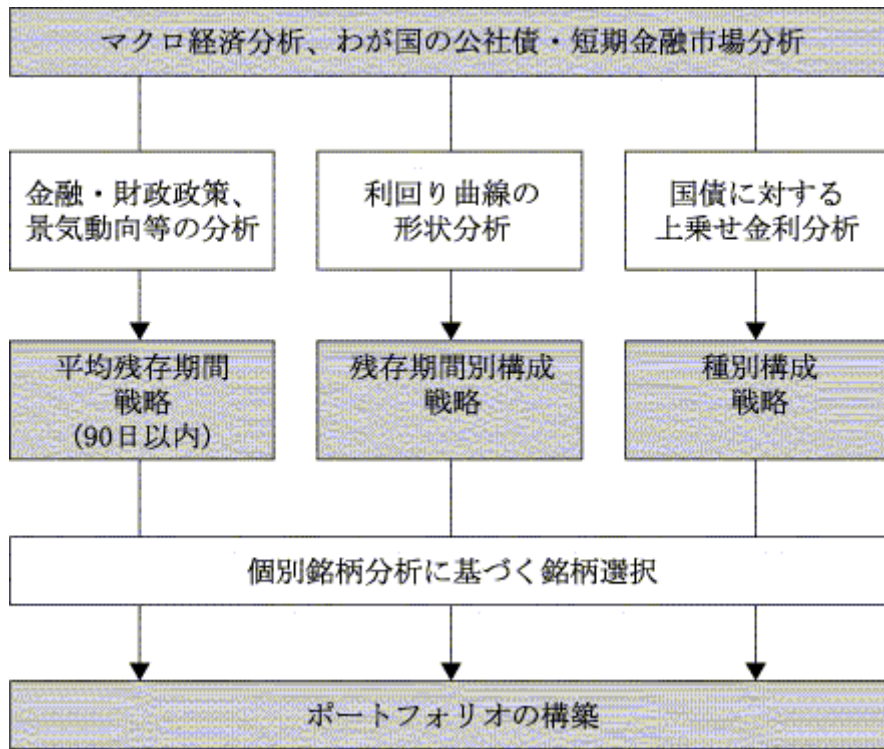 マクロ経済分析、わが国の公社債・短期金融市場分析
金融・財政政策、
景気動向等の分析
利回り曲線の
形状分析
国債に対する
上乗せ金利分析
平均残存期間
戦略
(90日以内)
残存期間別構成
戦略
種別構成
戦略
個別銘柄分析に基づく銘柄選択
ポートフォリオの構築